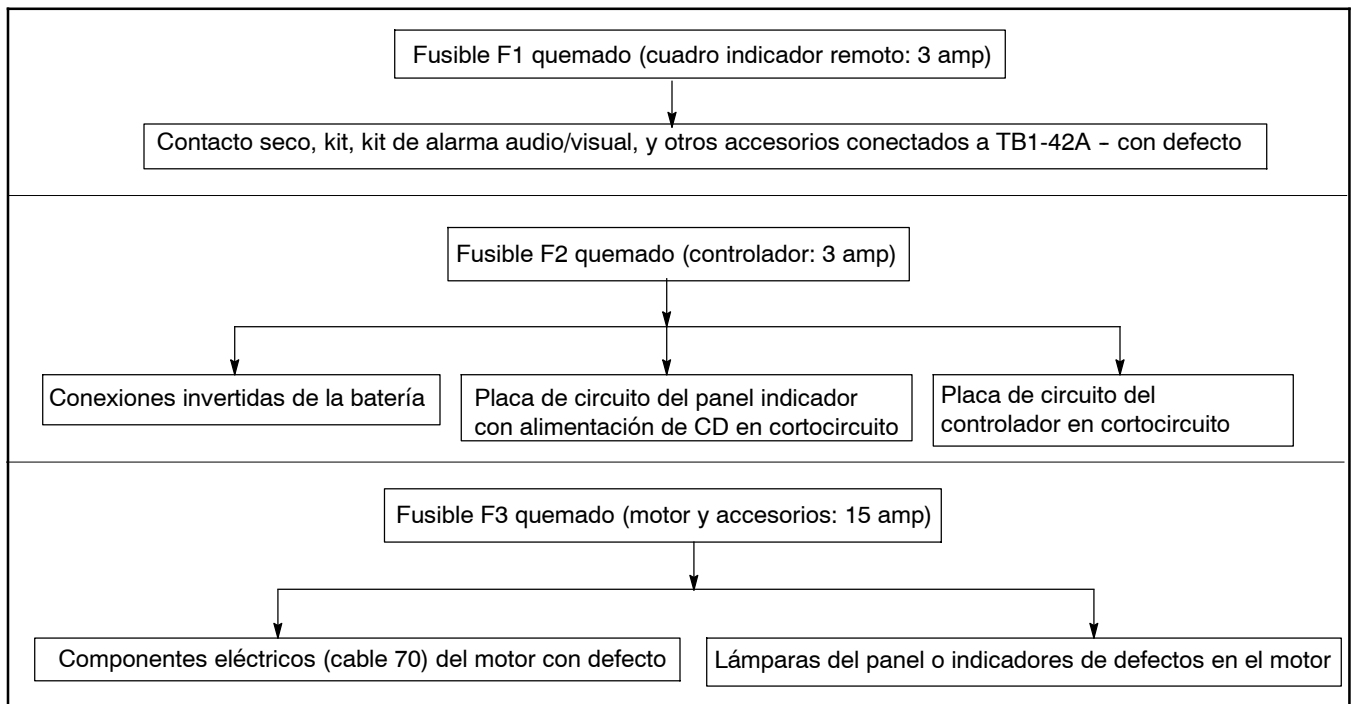 Fusible F1 quemado (cuadro indicador remoto: 3 amp)
Contacto seco, kit, kit de alarma audio/visual, y otros accesorios conectados a TB1-42A – con defecto
Fusible F2 quemado (controlador: 3 amp)
Conexiones invertidas de la batería
Placa de circuito del panel indicador
con alimentación de CD en cortocircuito
Placa de circuito del
controlador en cortocircuito
Fusible F3 quemado (motor y accesorios: 15 amp)
Componentes eléctricos (cable 70) del motor con defecto
Lámparas del panel o indicadores de defectos en el motor